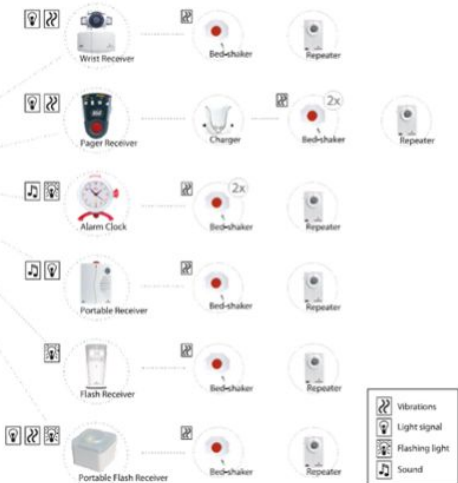 Wrist Receiver
Bed-shaker
Repeater
2x
Pager Receiver
Charger
Bed-shaker
Repeater
2x
Alarm Clock
Bed-shaker
Repeater
Portable Receiver
Bed-shaker
Repeater
Flash Receiver
Bed-shaker
Repeater
Vibrations
Light signal
Flashing light
Sound
Portable Flash Receiver
Bed-shaker
Repeater